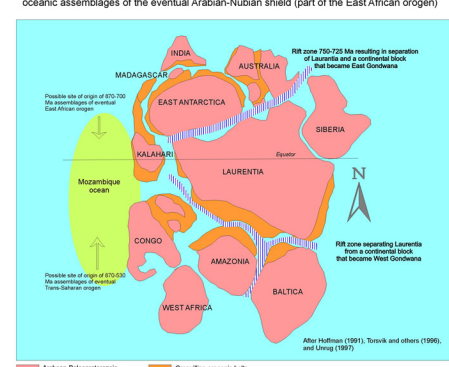 oceanic assemblages of the eventual Arabian-Nubian shield (part of the East African orogen)
INDIA
Rift zone 750-725 Ma resulting in separation
of Laurentia and a continental block
that became East Gondwana
AUSTRALIA
MADAGASCAR
Possible site of origin of 870-700
Ma assemblages of eventual
East African orogen
EAST ANTARCTICA
SIBERIA
KALAHARI
Equator
LAURENTIA
N
Mozambique
ocean
CONGO
Rift zone separating Laurentia
from a continental block
that became West Gondwana
AMAZONIA
Possible site of origin of 870-530
Ma assemblages of eventual
Trans-Saharan orogen
BALTICA
WEST AFRICA
After Hoffman (1991), Torsvik and others (1996),
and Unrug (1997)